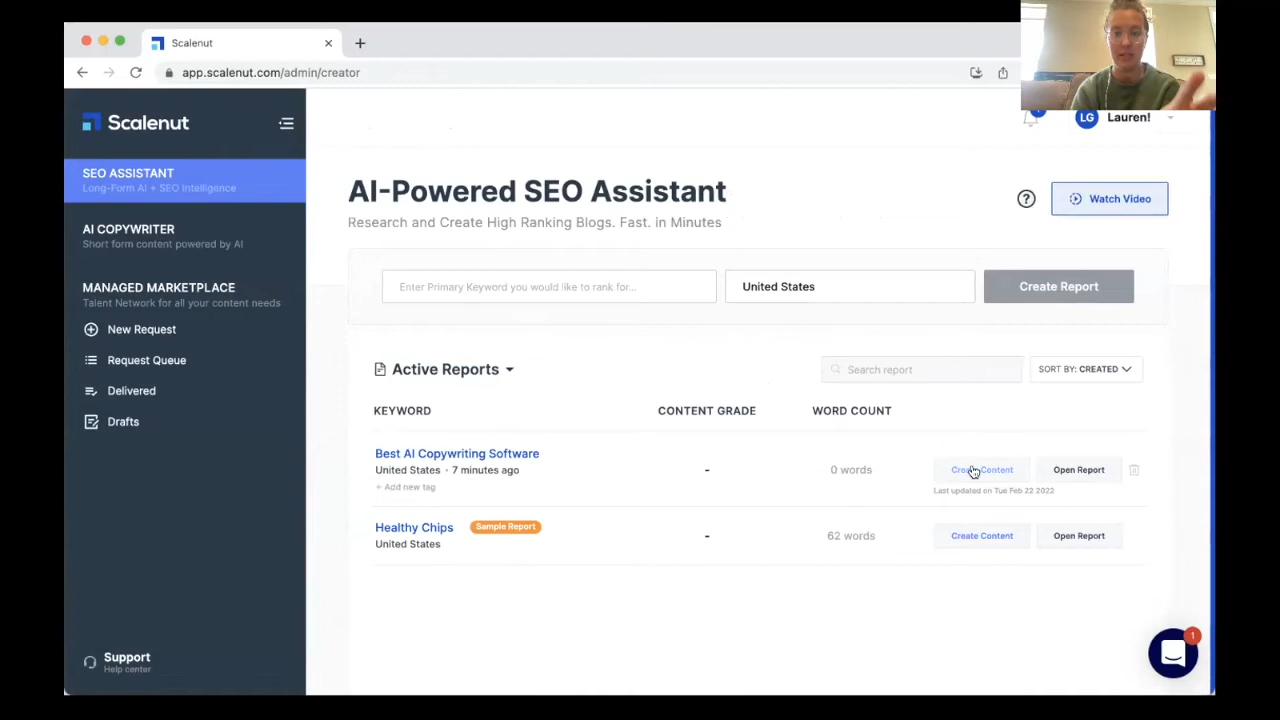 Scalenut
app.scalenut.com/admin/creator
Scalenut
LG Lauren!
SEO ASSISTANT
Long-Form AI + SEO Intelligence
AI-Powered SEO Assistant
Research and Create High Ranking Blogs. Fast. in Minutes
? Watch Video
AI COPYWRITER
Short form content powered by AI
MANAGED MARKETPLACE
Talent Network for all your content needs
New Request
Request Queue
Delivered
Drafts
Enter Primary Keyword you would like to rank for...
United States
Create Report
Active Reports
Search report
SORT BY: CREATED
KEYWORD CONTENT GRADE WORD COUNT
Best AI Copywriting Software
United States • 7 minutes ago
+ Add new tag
- 0 words Create Content Open Report
Last updated on Tue Feb 22 2022
Healthy Chips Sample Report
United States
- 62 words Create Content Open Report
Support
Help center
1